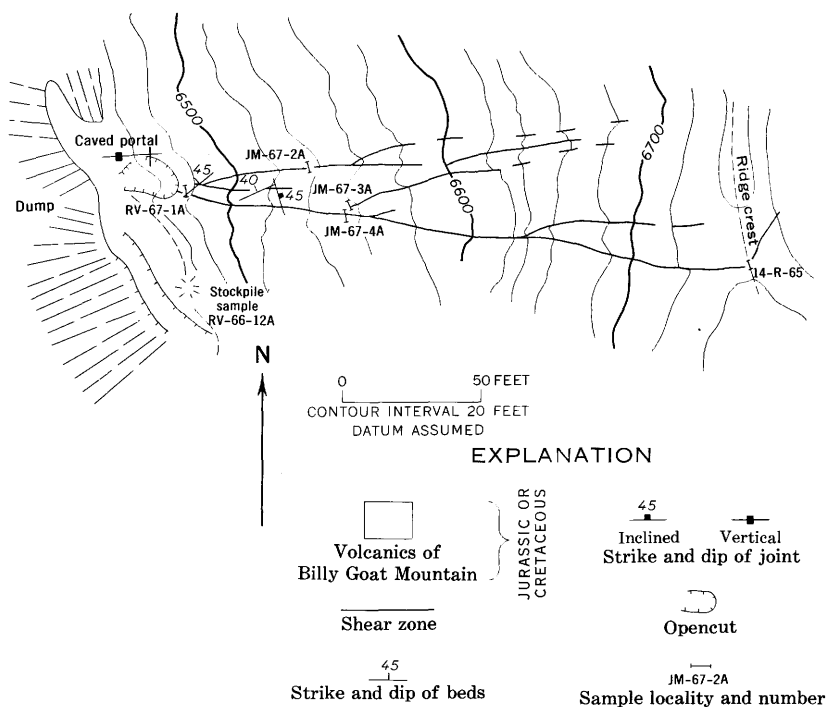 6500
6600
6700
Caved portal
Dump
45
40
45
JM-67-2A
JM-67-3A
JM-67-4A
RV-67-1A
Ridge crest
14-R-65
Stockpile
sample
RV-66-12A
N
0 50 FEET
CONTOUR INTERVAL 20 FEET
DATUM ASSUMED
EXPLANATION
Volcanics of
Billy Goat Mountain
JURASSIC OR
CRETACEOUS
Shear zone
45
Strike and dip of beds
45
Inclined Vertical
Strike and dip of joint
Opencut
JM-67-2A
Sample locality and number